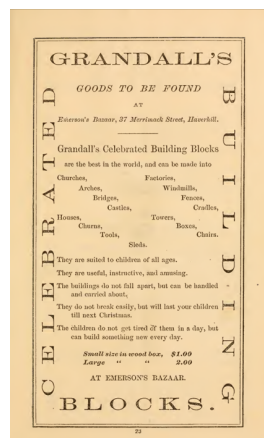 GRANDALL'S
CELEBRATED
BUILDING
GOODS TO BE FOUND
AT
Emerson's Bazaar, 37 Merrimack Street, Haverhill.
Grandall's Celebrated Building Blocks
are the best in the world, and can be made into
Churches, Factories,
Arches, Windmills,
Bridges, Fences,
Castles, Cradles,
Houses, Towers,
Churns, Boxes,
Tools, Chairs.
Sleds.
They are suited to children of all ages.
They are useful, instructive, and amusing.
The buildings do not fall apart, but can be handled
and carried about,
They do not break easily, but will last your children
till next Christmas.
The children do not get tired of them in a day, but
can build something new every day.
Small size in wood box, $1.00
Large " " 2.00
AT EMERSON'S BAZAAR.
BLOCKS.
23